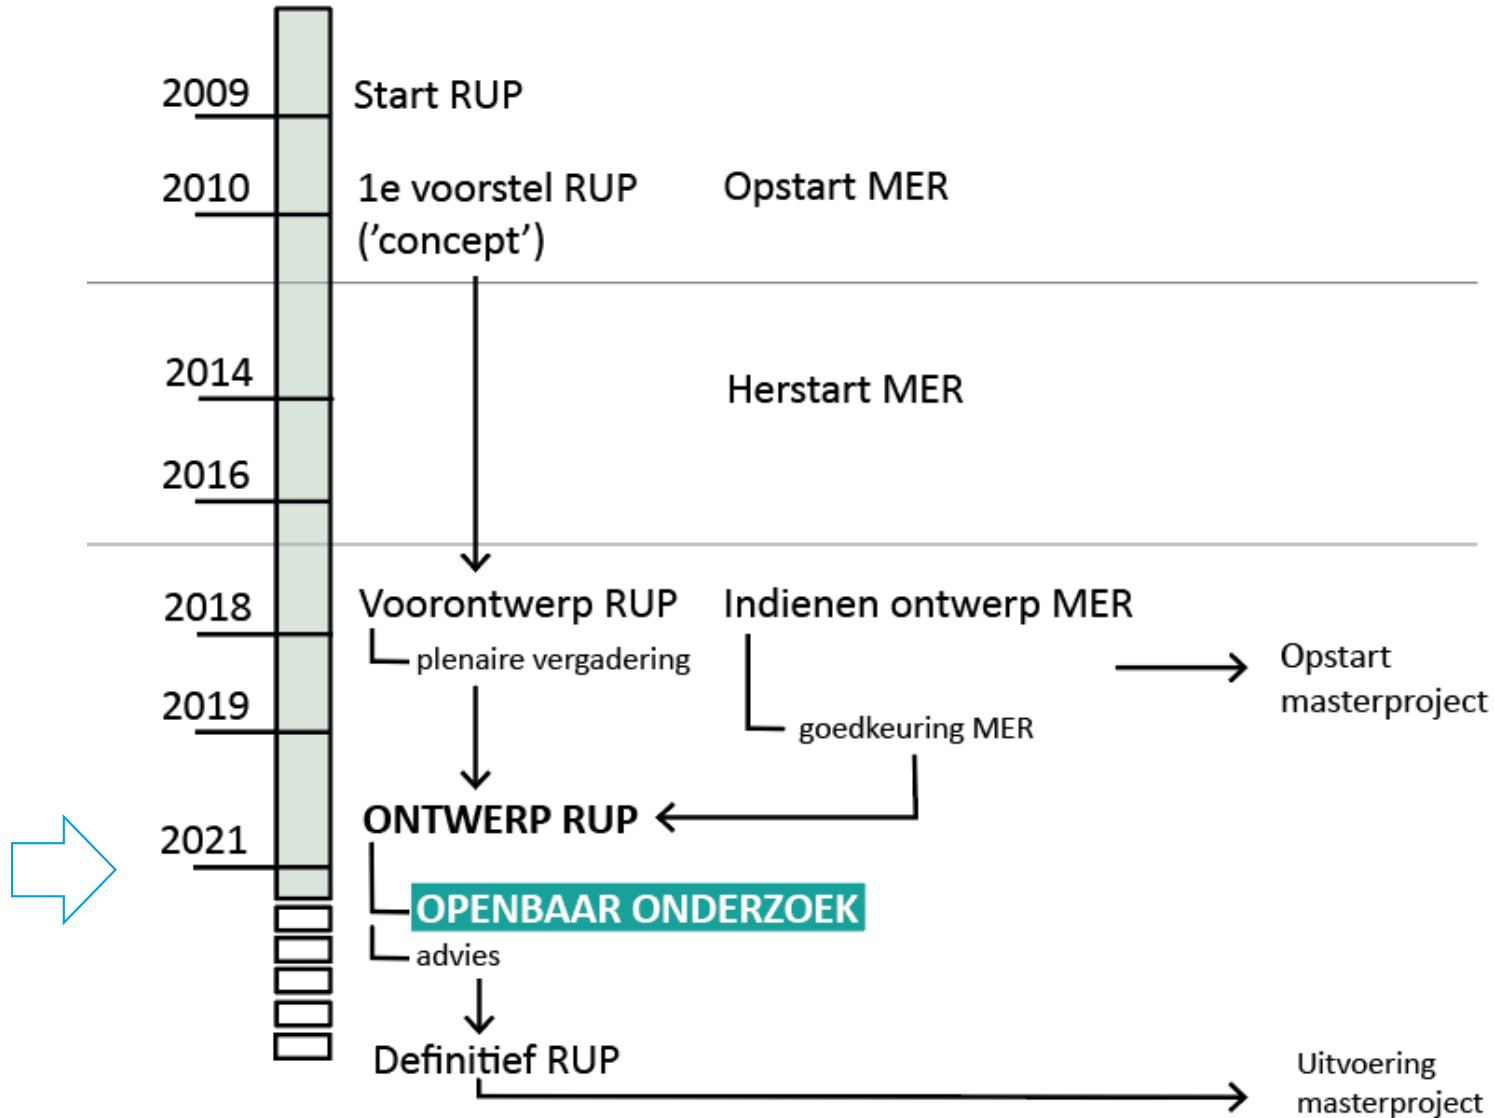 2009
Start RUP
2010
1e voorstel RUP
(’concept’)
Opstart MER
2014
Herstart MER
2016
2018
Voorontwerp RUP
Indienen ontwerp MER
plenaire vergadering
Opstart
masterproject
2019
goedkeuring MER
ONTWERP RUP
2021
OPENBAAR ONDERZOEK
advies
Definitief RUP
Uitvoering
masterproject